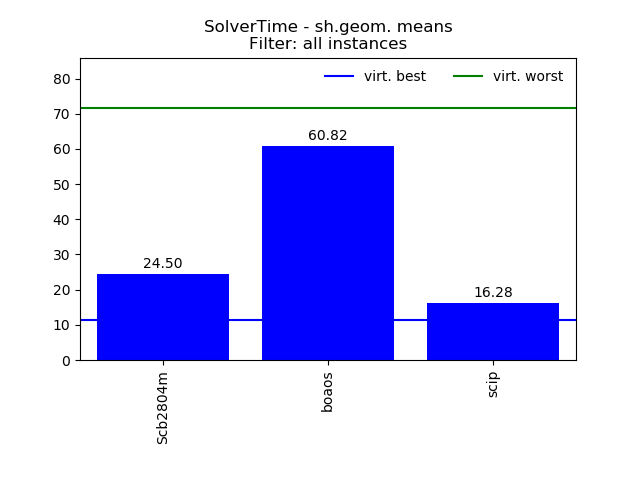 SolverTime - sh.geom. means
Filter: all instances
virt. best
virt. worst
80
70
60
50
40
30
20
10
0
24.50
60.82
16.28
Scb2804m
boaos
scip